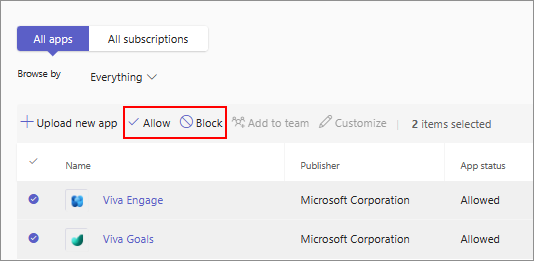 All apps All subscriptions
Browse by Everything
Upload new app Allow Block Add to team Customize 2 items selected
Name Publisher App status
Viva Engage Microsoft Corporation Allowed
Viva Goals Microsoft Corporation Allowed